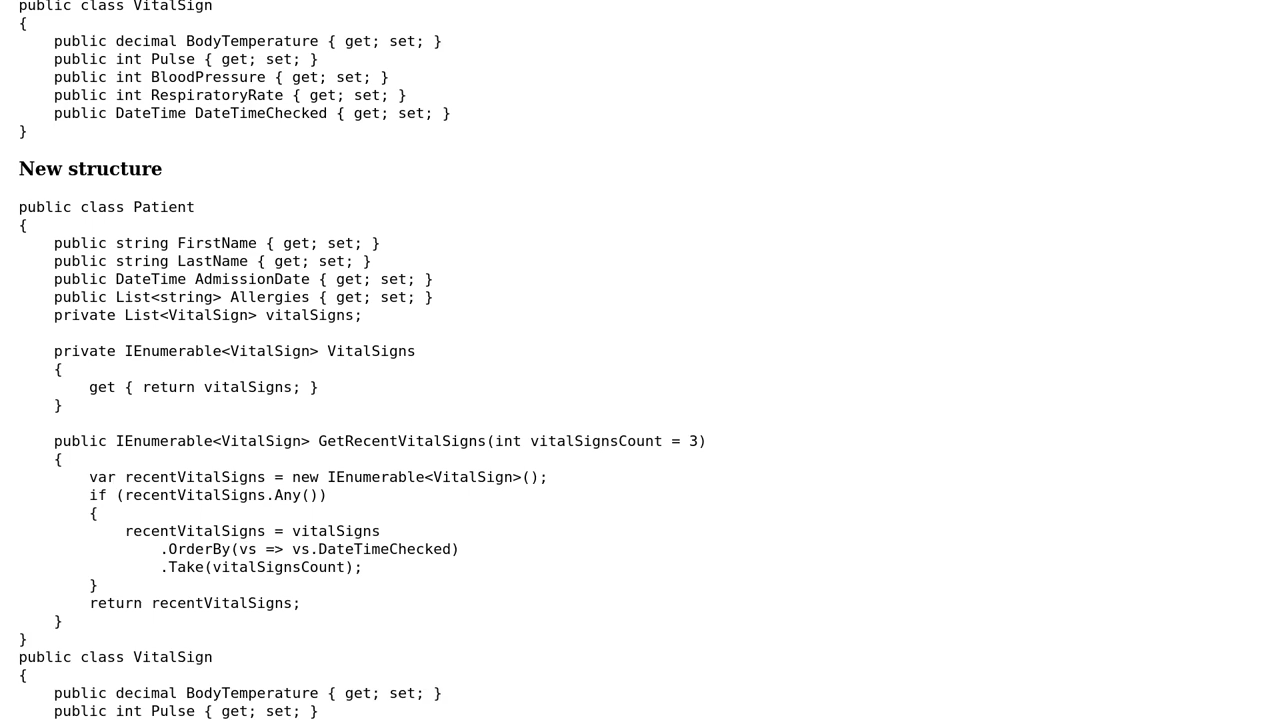 public class VitalSign
{
    public decimal BodyTemperature { get; set; }
    public int Pulse { get; set; }
    public int BloodPressure { get; set; }
    public int RespiratoryRate { get; set; }
    public DateTime DateTimeChecked { get; set; }
}
New structure
public class Patient
{
    public string FirstName { get; set; }
    public string LastName { get; set; }
    public DateTime AdmissionDate { get; set; }
    public List<string> Allergies { get; set; }
    private List<VitalSign> vitalSigns;

    private IEnumerable<VitalSign> VitalSigns
    {
        get { return vitalSigns; }
    }

    public IEnumerable<VitalSign> GetRecentVitalSigns(int vitalSignsCount = 3)
    {
        var recentVitalSigns = new IEnumerable<VitalSign>();
        if (recentVitalSigns.Any())
        {
            recentVitalSigns = vitalSigns
                .OrderBy(vs => vs.DateTimeChecked)
                .Take(vitalSignsCount);
        }
        return recentVitalSigns;
    }
}
public class VitalSign
{
    public decimal BodyTemperature { get; set; }
    public int Pulse { get; set; }